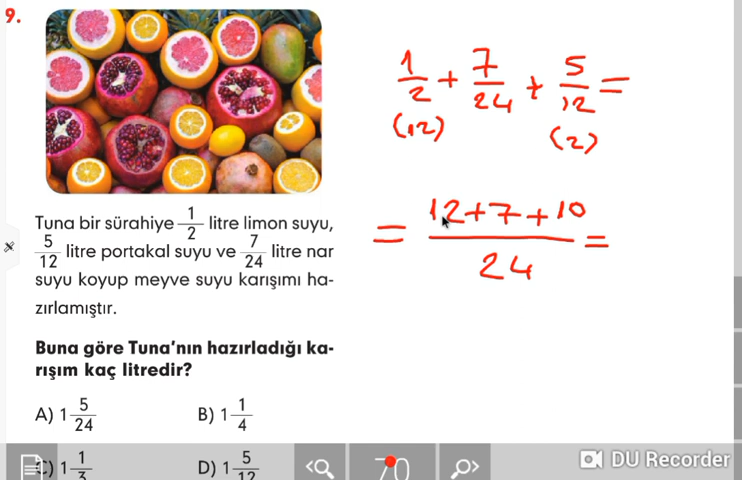 9.
Tuna bir sürahiye 1/2 litre limon suyu,
5/12 litre portakal suyu ve 7/24 litre nar
suyu koyup meyve suyu karışımı ha-
zırlamıştır.
Buna göre Tuna'nın hazırladığı ka-
rışım kaç litredir?
A) 1 5/24 B) 1 1/4
C) 1 1/3 D) 1 5/12
1/2 + 7/24 + 5/12 =
(12) (2)
= 12+7+10/24 =
70
DU Recorder